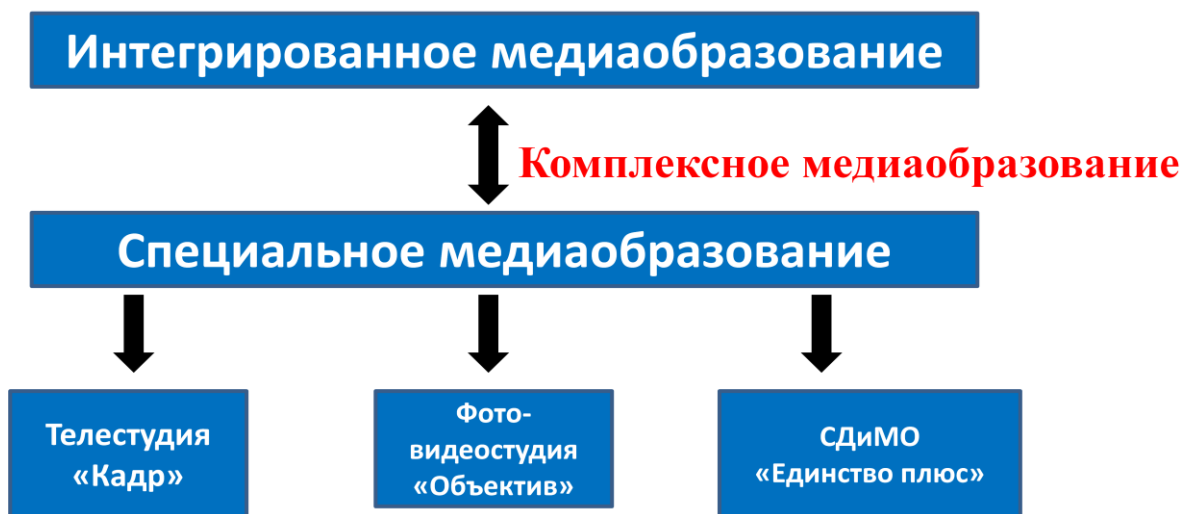 Интегрированное медиаобразование
Комплексное медиаобразование
Специальное медиаобразование
Телестудия
«Кадр»
Фото-
видеостудия
«Объектив»
СДиМО
«Единство плюс»